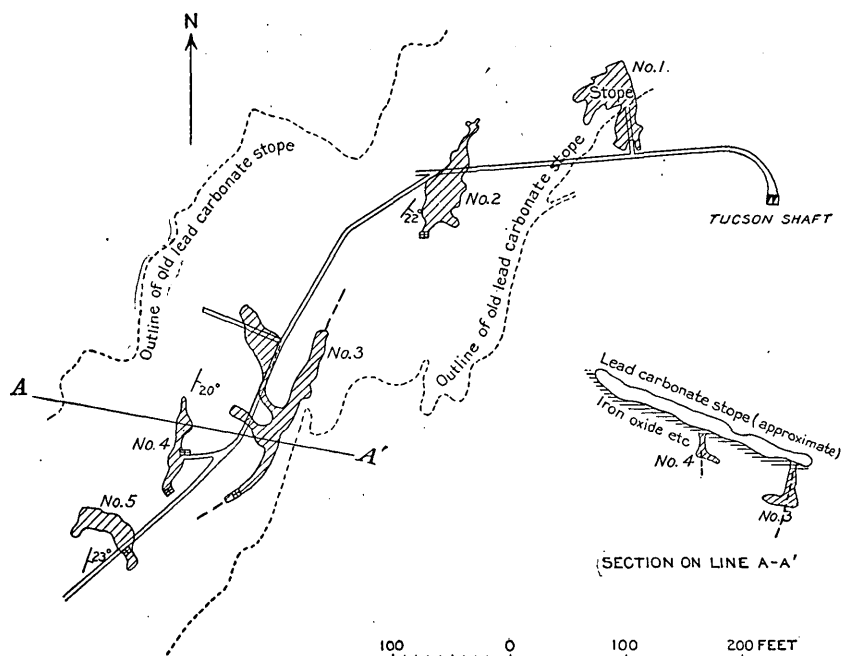 N
No.1.
Stope
Outline of old lead carbonate stope
No.2
22°
TUCSON SHAFT
Outline of old lead carbonate stope
No.3
20°
A
No.4
A'
No.5
23°
Lead carbonate stope (approximate)
Iron oxide etc
No. 4
No.3
(SECTION ON LINE A-A'
100 0 100 200 FEET